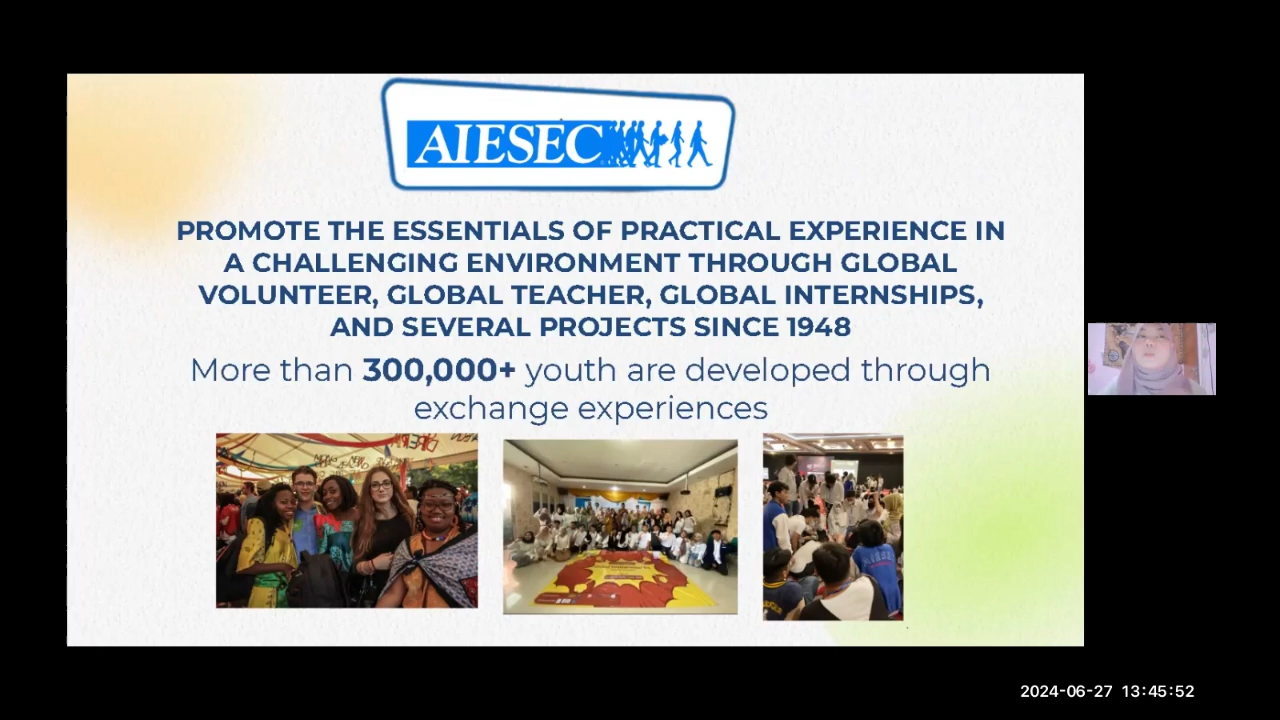 AIESEC
PROMOTE THE ESSENTIALS OF PRACTICAL EXPERIENCE IN
A CHALLENGING ENVIRONMENT THROUGH GLOBAL
VOLUNTEER, GLOBAL TEACHER, GLOBAL INTERNSHIPS,
AND SEVERAL PROJECTS SINCE 1948
More than 300,000+ youth are developed through
exchange experiences
2024-06-27 13:45:52